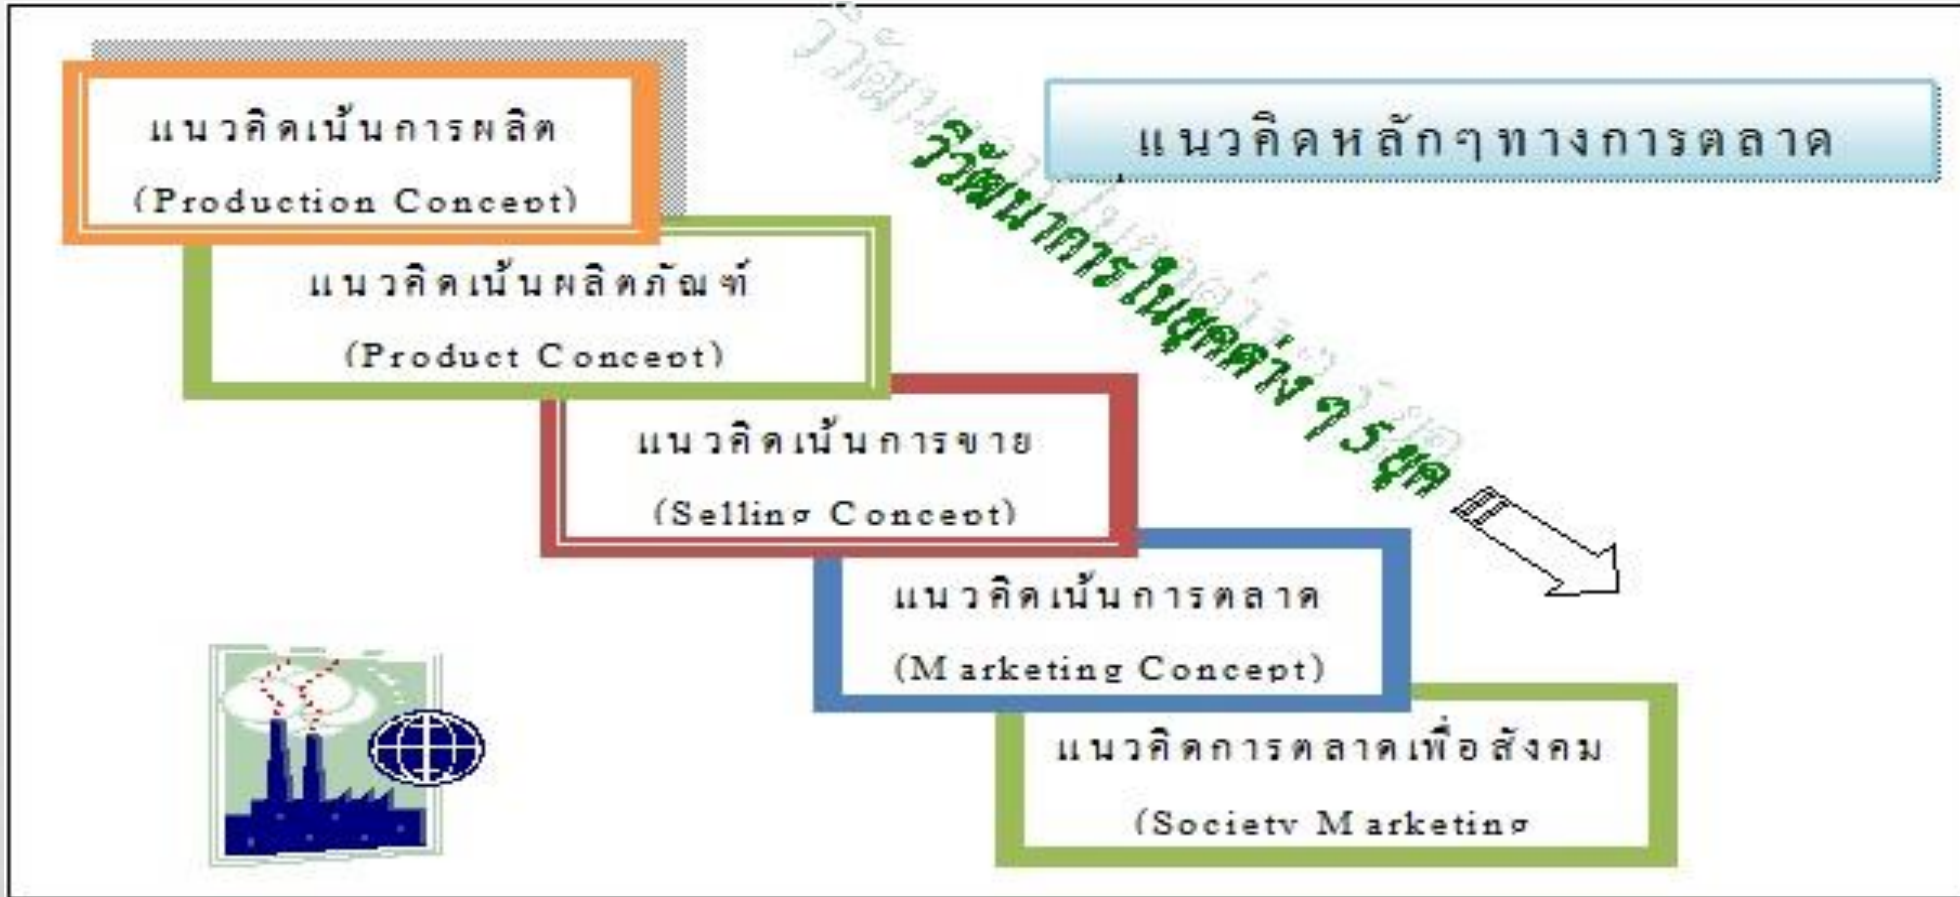 แนวคิดหลักๆทางการตลาด
วิวัฒนาการในยุคต่าง ๆ 5 ยุค
แนวคิดเน้นการผลิต
(Production Concept)
แนวคิดเน้นผลิตภัณฑ์
(Product Concept)
แนวคิดเน้นการขาย
(Selling Concept)
แนวคิดเน้นการตลาด
(Marketing Concept)
แนวคิดการตลาดเพื่อสังคม
(Society Marketing